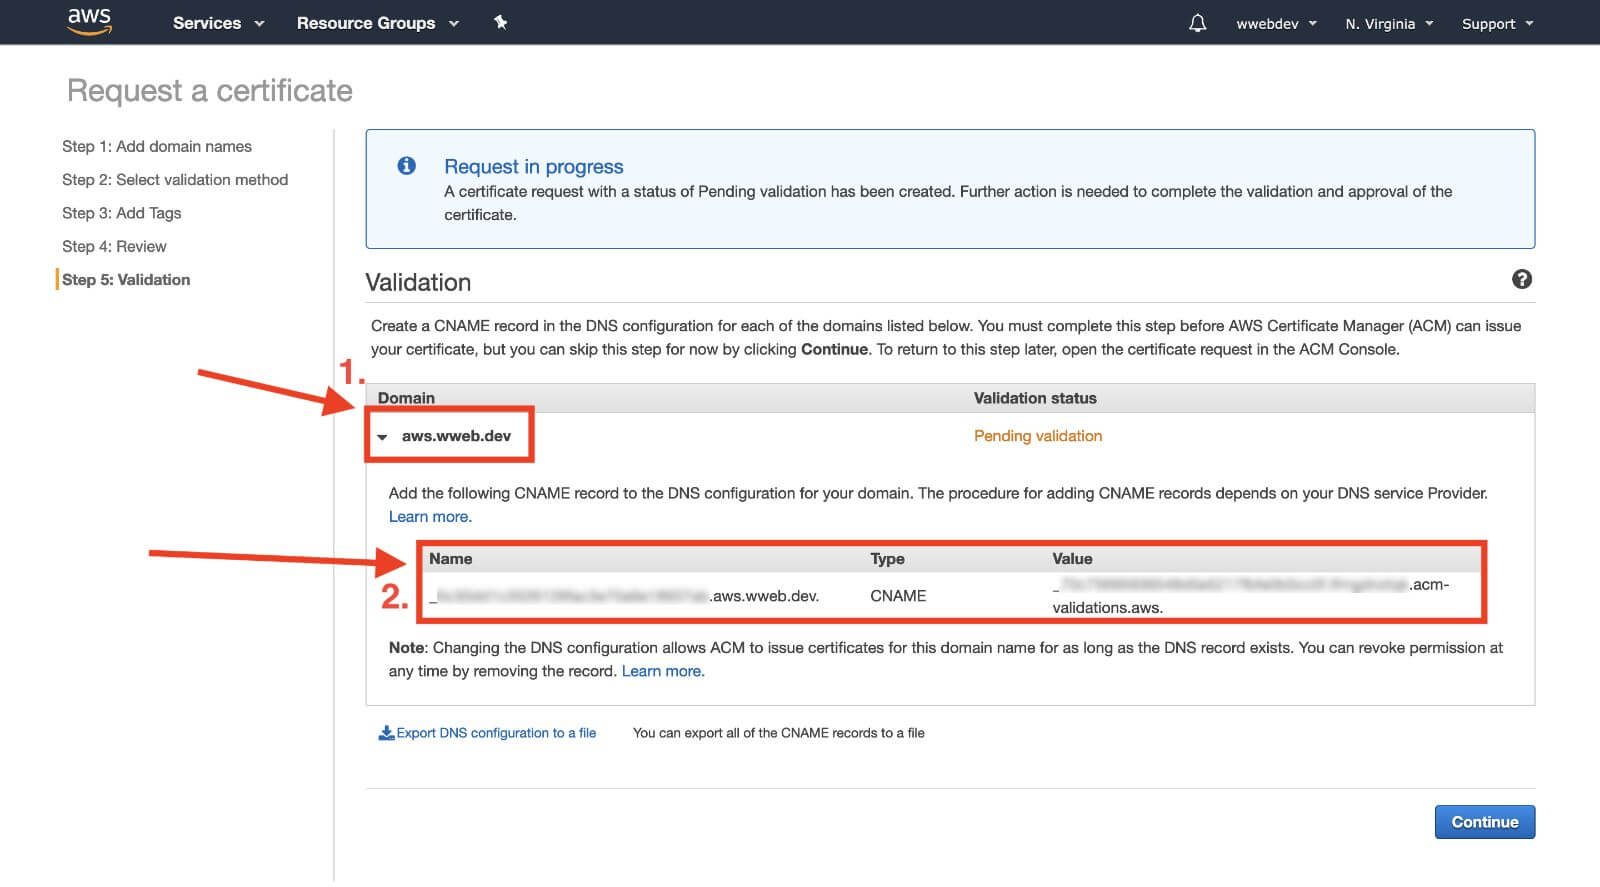 aws Services Resource Groups wwebdev N. Virginia Support
Request a certificate
Step 1: Add domain names
Step 2: Select validation method
Step 3: Add Tags
Step 4: Review
Step 5: Validation
Request in progress
A certificate request with a status of Pending validation has been created. Further action is needed to complete the validation and approval of the
certificate.
Validation
Create a CNAME record in the DNS configuration for each of the domains listed below. You must complete this step before AWS Certificate Manager (ACM) can issue
your certificate, but you can skip this step for now by clicking Continue. To return to this step later, open the certificate request in the ACM Console.
1.
Domain Validation status
aws.wweb.dev Pending validation
Add the following CNAME record to the DNS configuration for your domain. The procedure for adding CNAME records depends on your DNS service Provider.
Learn more.
2.
Name Type Value
.aws.wweb.dev. CNAME .acm-
validations.aws.
Note: Changing the DNS configuration allows ACM to issue certificates for this domain name for as long as the DNS record exists. You can revoke permission at
any time by removing the record. Learn more.
Export DNS configuration to a file You can export all of the CNAME records to a file
Continue